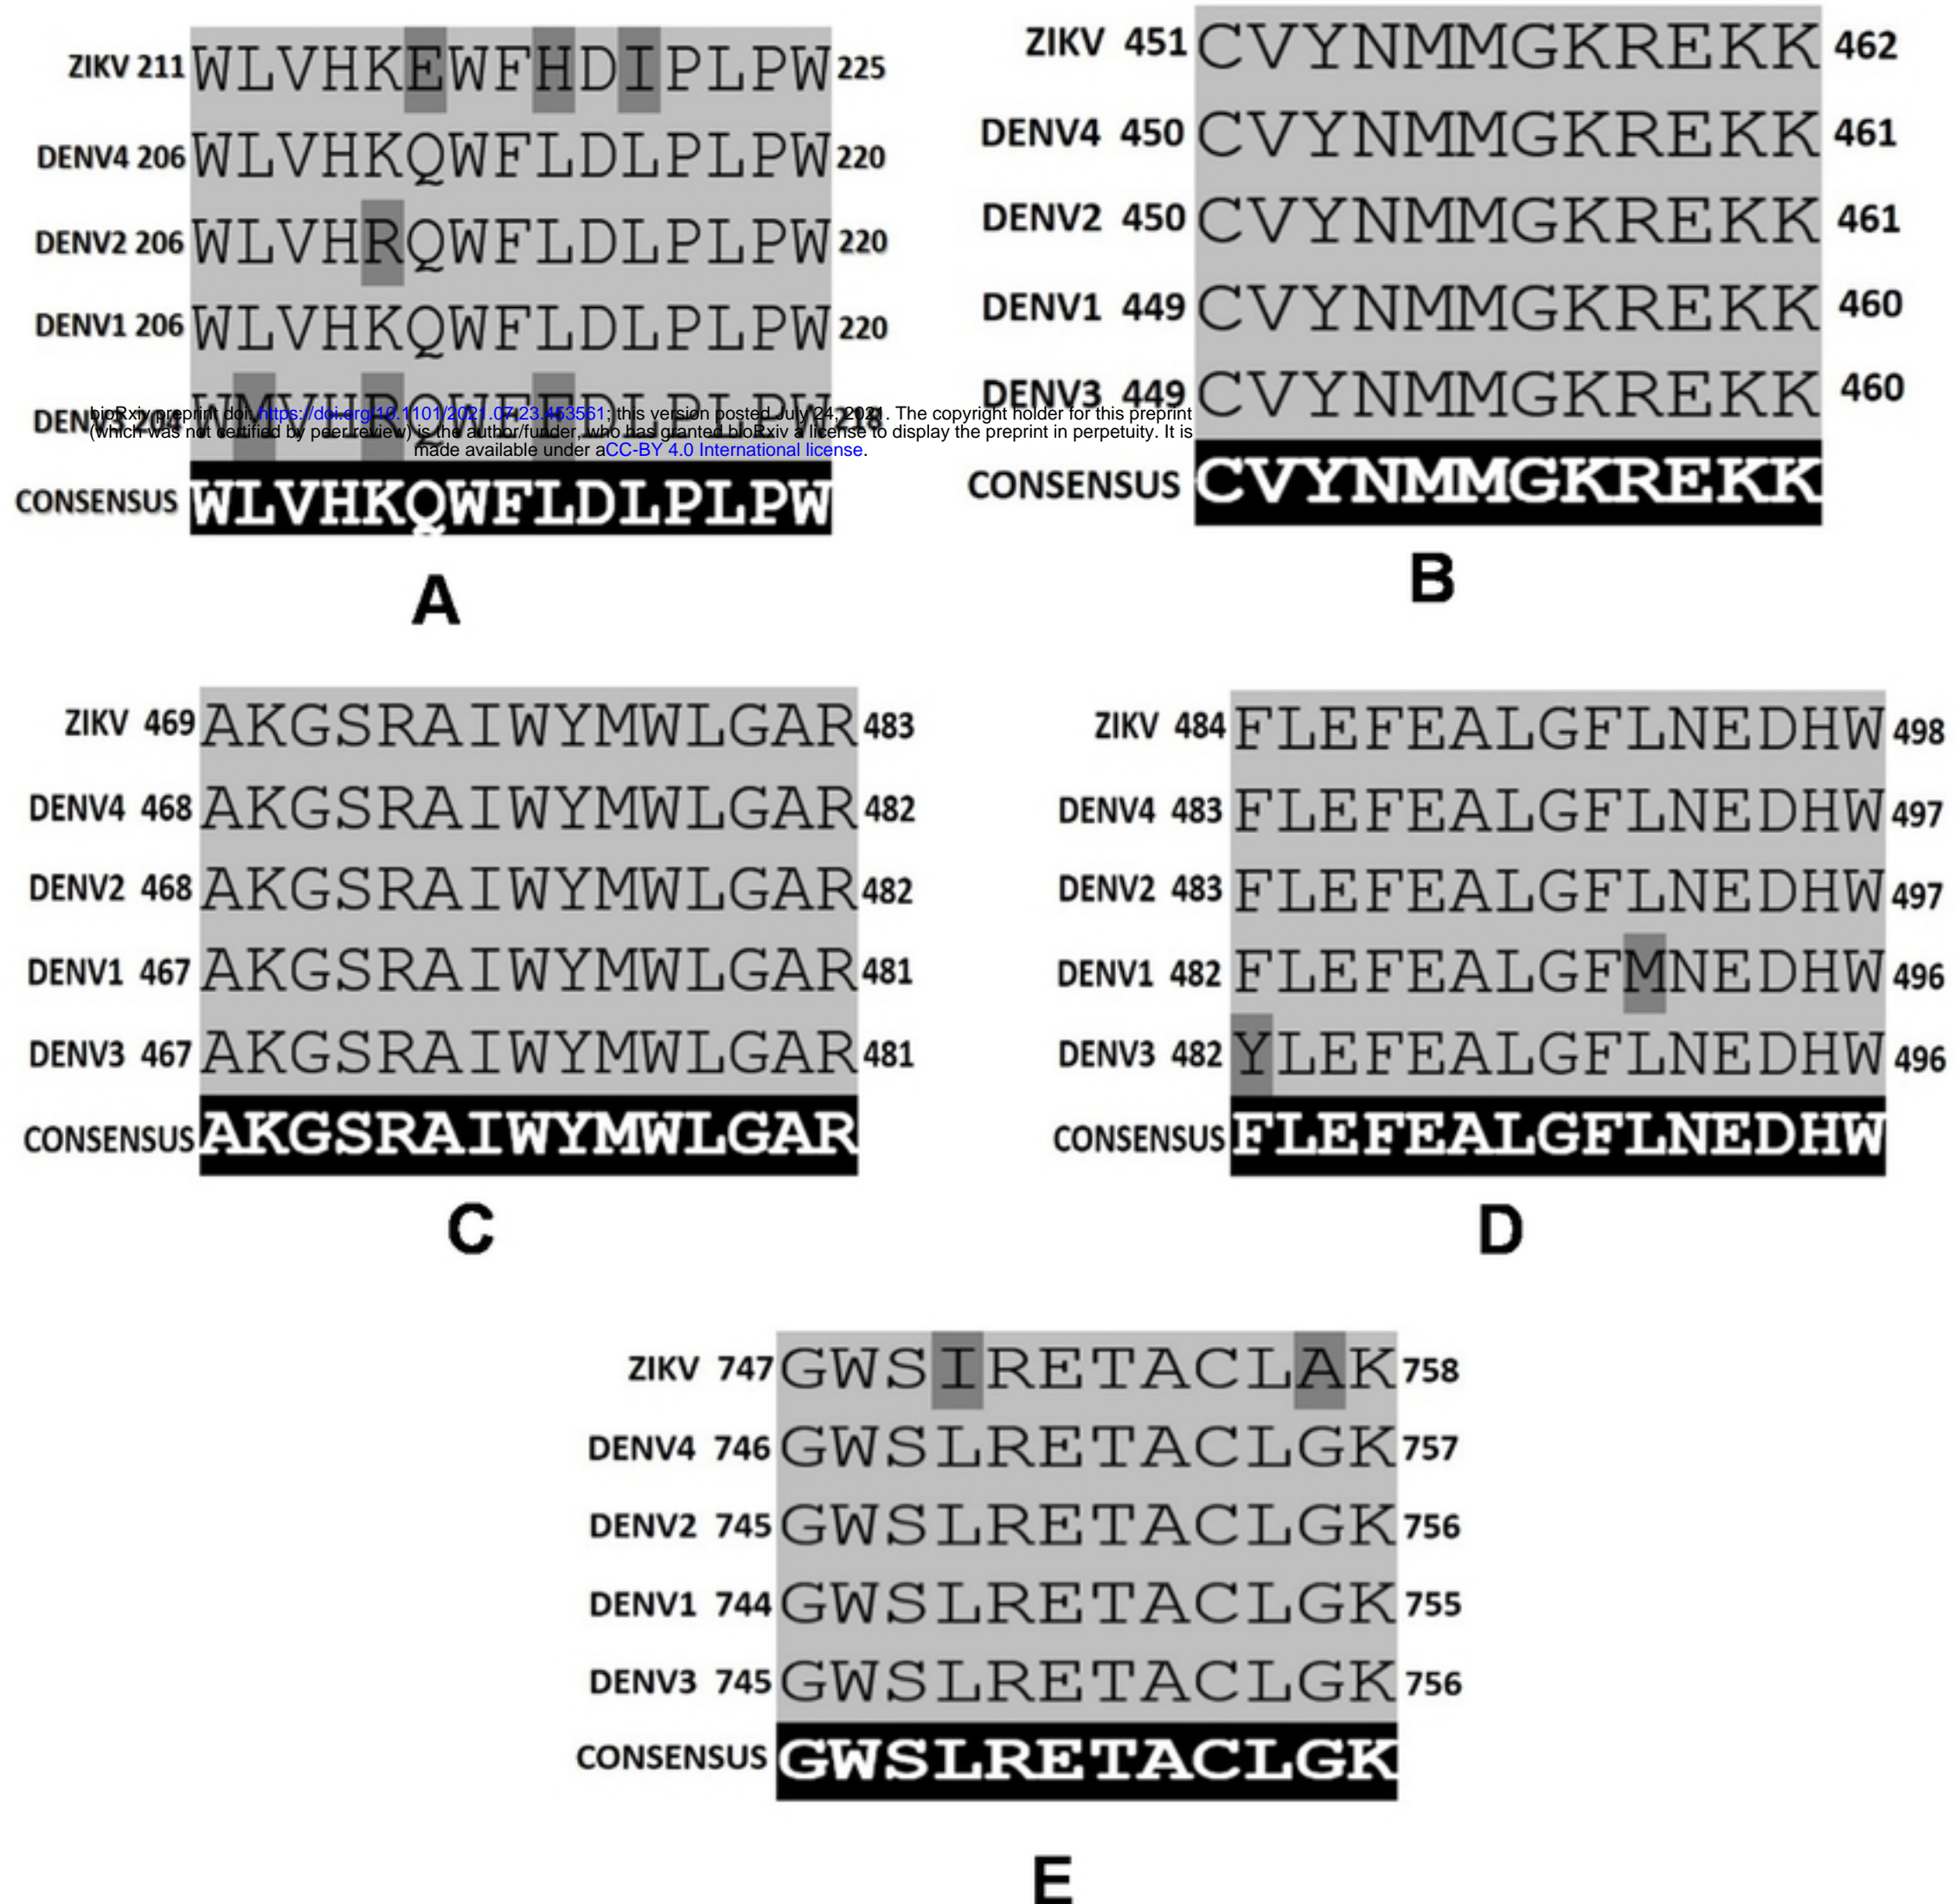 ZIKV 211 WLVHKEWFHDIPLPW 225
DENV4 206 WLVHKQWFLDLPLPW 220
DENV2 206 WLVHRQWFLDLPLPW 220
DENV1 206 WLVHKQWFLDLPLPW 220
DENV3 204 218
bioRxiv preprint doi: https://doi.org/10.1101/2021.07.23.453561; this version posted July 24, 2021. The copyright holder for this preprint
(which was not certified by peer review) is the author/funder, who has granted bioRxiv a license to display the preprint in perpetuity. It is
made available under aCC-BY 4.0 International license.
CONSENSUS WLVHKQWFLDLPLPW
A
ZIKV 451 CVYNMMGKREKK 462
DENV4 450 CVYNMMGKREKK 461
DENV2 450 CVYNMMGKREKK 461
DENV1 449 CVYNMMGKREKK 460
DENV3 449 CVYNMMGKREKK 460
CONSENSUS CVYNMMGKREKK
B
ZIKV 469 AKGSRAIWYMWLGAR 483
DENV4 468 AKGSRAIWYMWLGAR 482
DENV2 468 AKGSRAIWYMWLGAR 482
DENV1 467 AKGSRAIWYMWLGAR 481
DENV3 467 AKGSRAIWYMWLGAR 481
CONSENSUS AKGSRAIWYMWLGAR
C
ZIKV 484 FLEFEALGFLNEDHW 498
DENV4 483 FLEFEALGFLNEDHW 497
DENV2 483 FLEFEALGFLNEDHW 497
DENV1 482 FLEFEALGFMNEDHW 496
DENV3 482 YLEFEALGFLNEDHW 496
CONSENSUS FLEFEALGFLNEDHW
D
ZIKV 747 GWSIRETACLAK 758
DENV4 746 GWSLRETACLGK 757
DENV2 745 GWSLRETACLGK 756
DENV1 744 GWSLRETACLGK 755
DENV3 745 GWSLRETACLGK 756
CONSENSUS GWSLRETACLGK
E